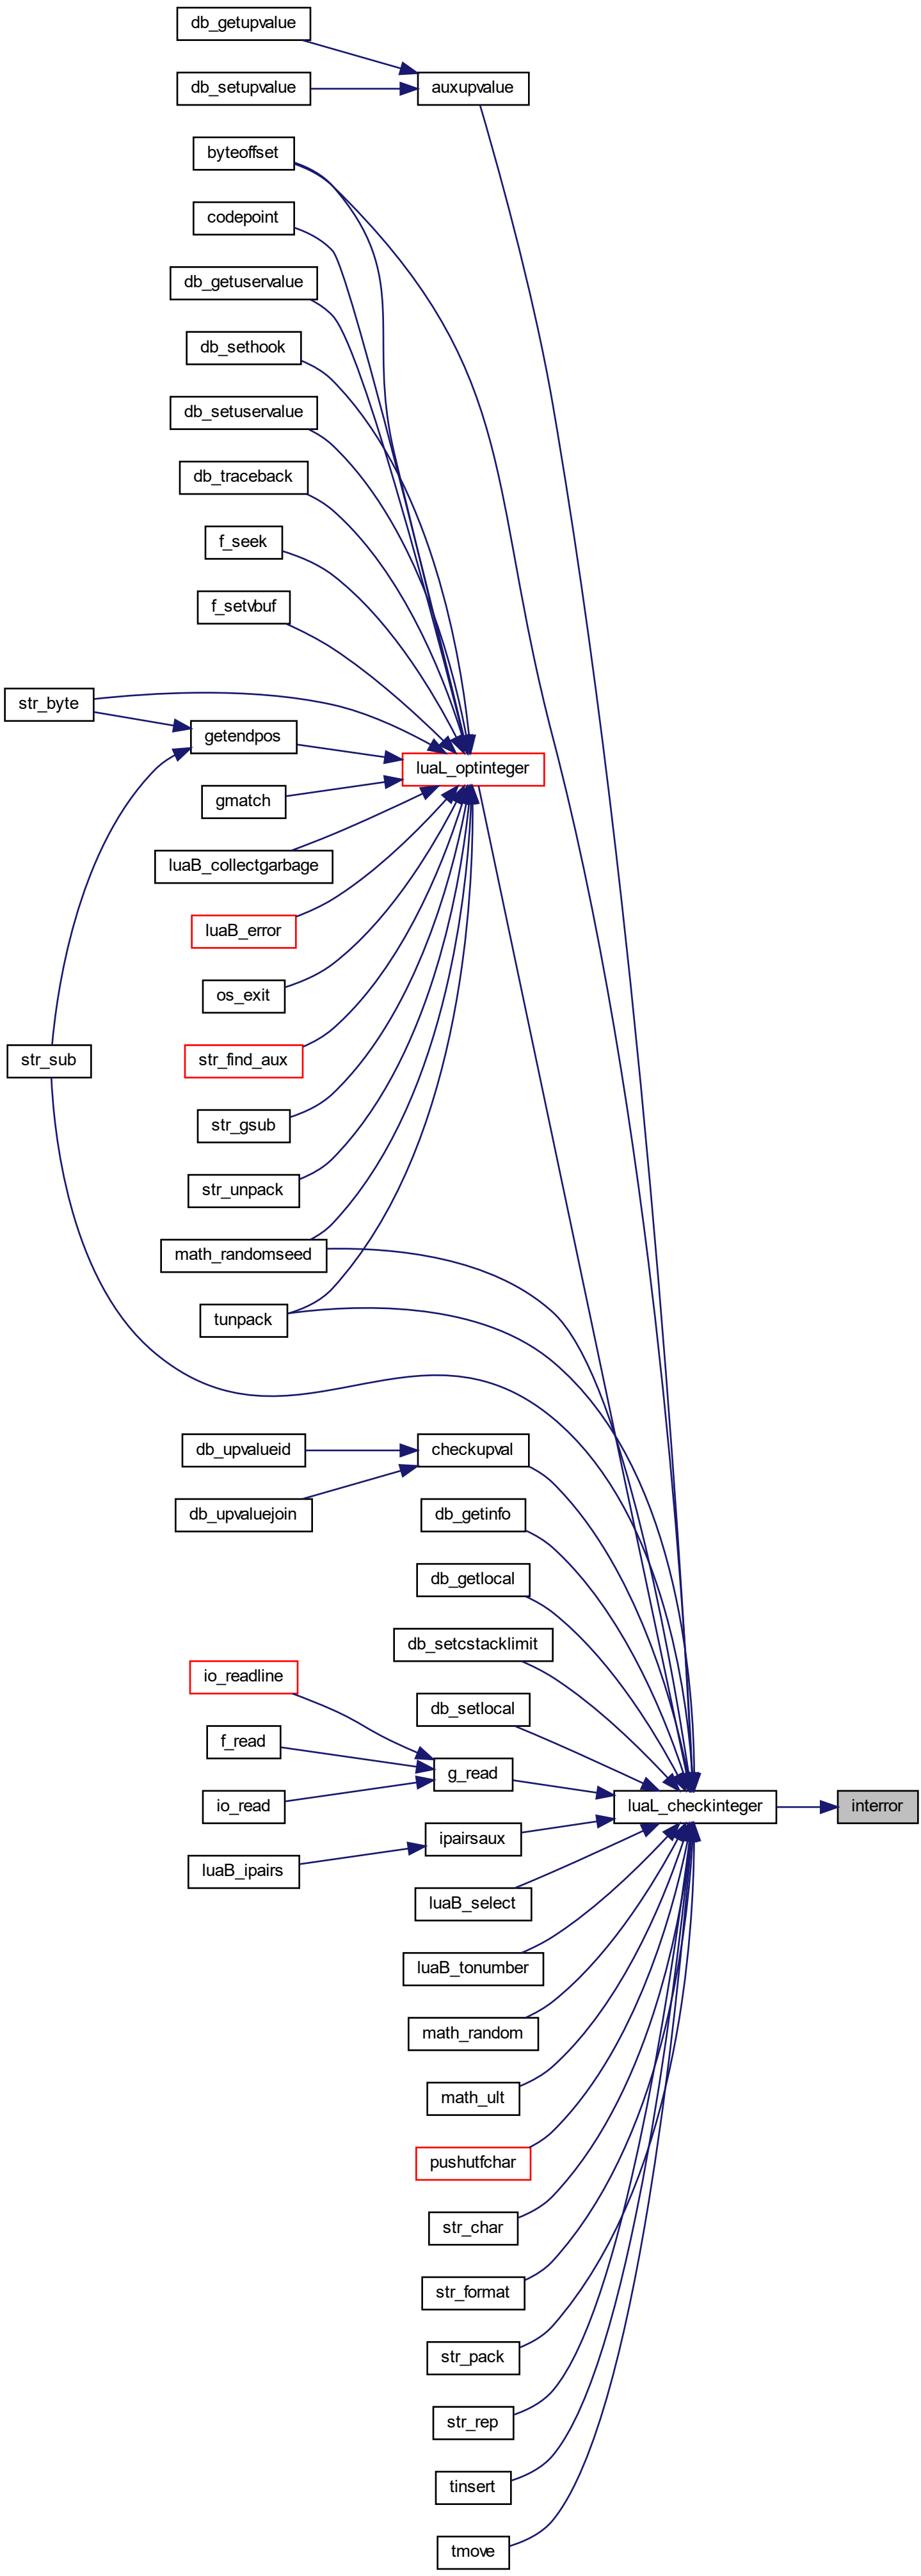 db_getupvalue
db_setupvalue
auxupvalue
byteoffset
codepoint
db_getuservalue
db_sethook
db_setuservalue
db_traceback
f_seek
f_setvbuf
str_byte
getendpos
luaL_optinteger
gmatch
luaB_collectgarbage
luaB_error
os_exit
str_sub
str_find_aux
str_gsub
str_unpack
math_randomseed
tunpack
db_upvalueid
checkupval
db_upvaluejoin
db_getinfo
db_getlocal
db_setcstacklimit
io_readline
db_setlocal
f_read
g_read
io_read
luaL_checkinteger
interror
ipairsaux
luaB_ipairs
luaB_select
luaB_tonumber
math_random
math_ult
pushutfchar
str_char
str_format
str_pack
str_rep
tinsert
tmove